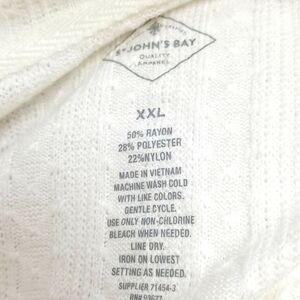 ST. JOHN'S BAY
QUALITY
APPAREL
XXL
50% RAYON
28% POLYESTER
22%NYLON
MADE IN VIETNAM
MACHINE WASH COLD
WITH LIKE COLORS.
GENTLE CYCLE.
USE ONLY NON-CHLORINE
BLEACH WHEN NEEDED.
LINE DRY.
IRON ON LOWEST
SETTING AS NEEDED.
SUPPLIER 71454-3
RN# 93677